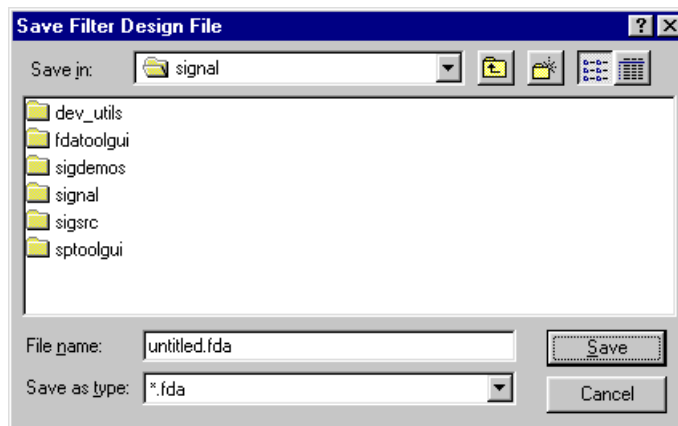 Save Filter Design File
Save in: signal
dev_utils
fdatoolgui
sigdemos
signal
sigsrc
sptoolgui
File name: untitled.fda Save
Save as type: *.fda Cancel